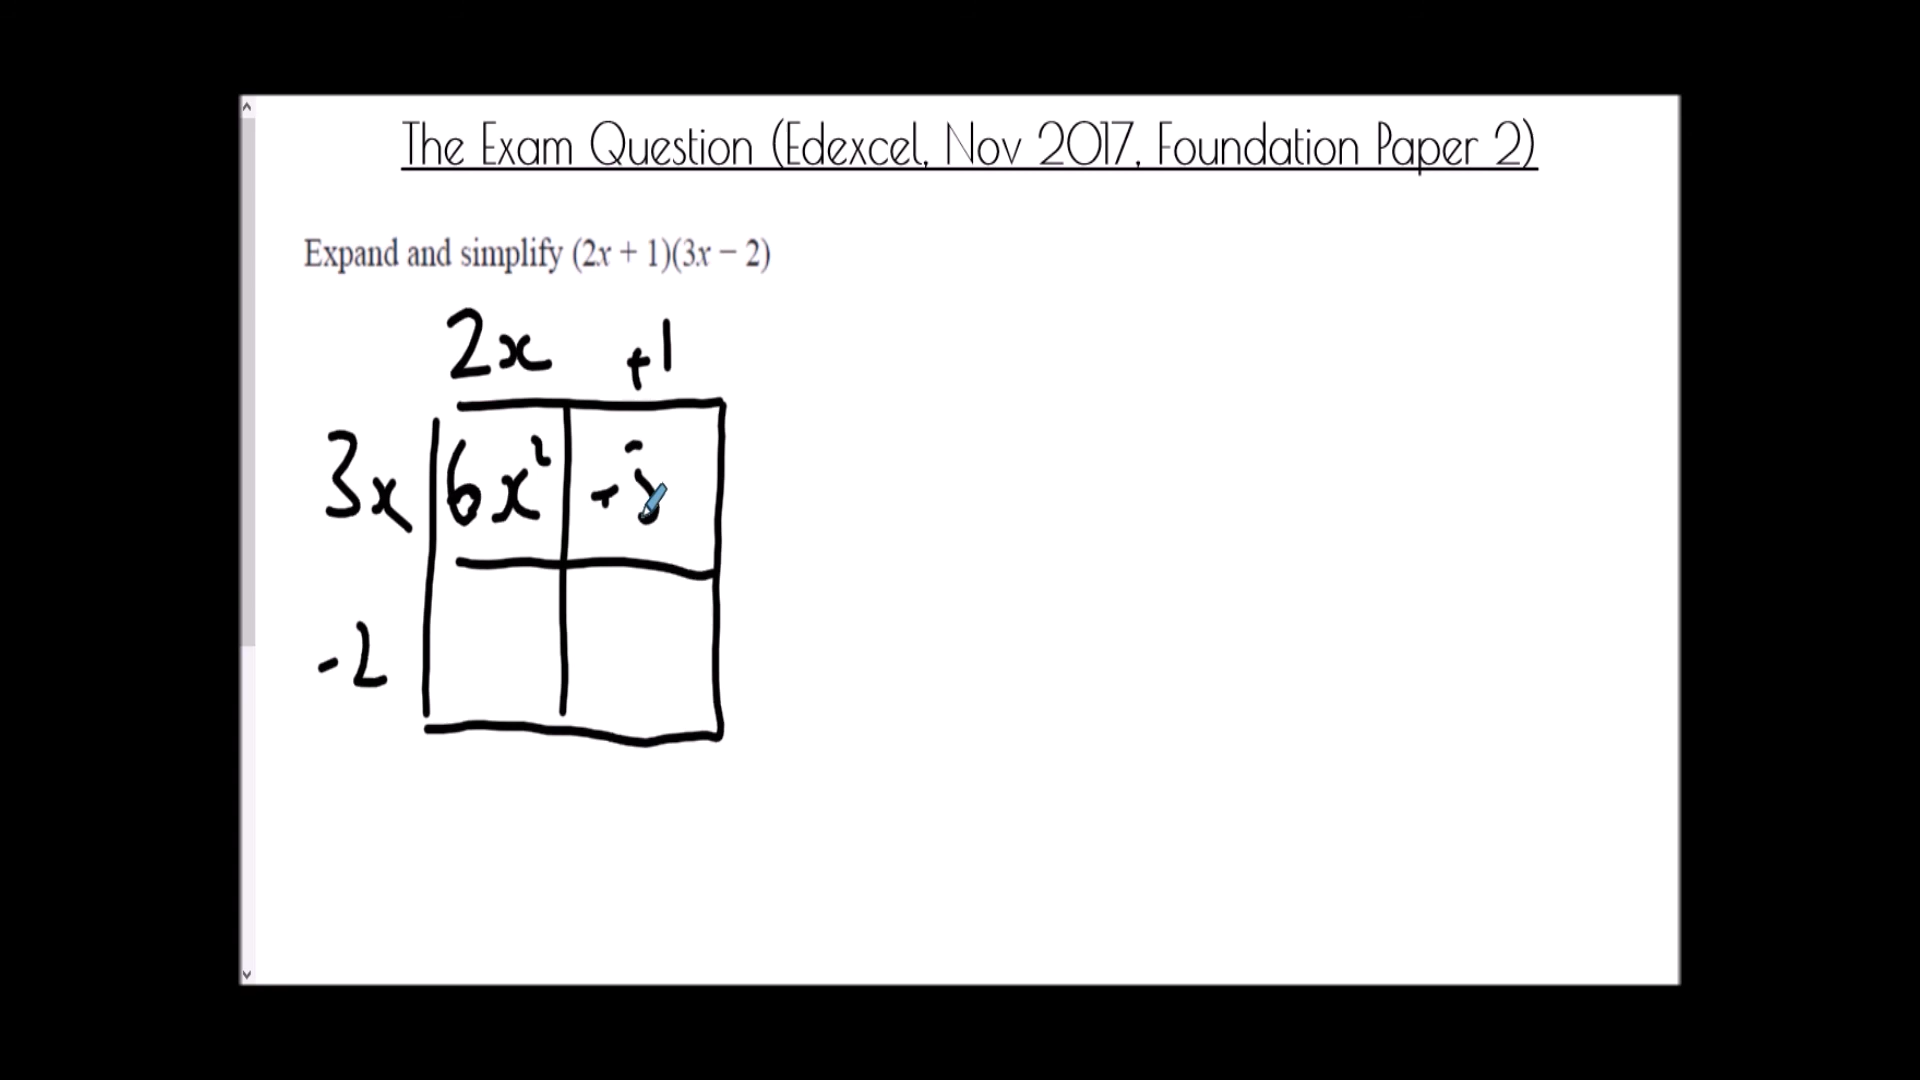 The Exam Question (Edexcel, Nov 2017, Foundation Paper 2)
Expand and simplify (2x + 1)(3x − 2)
2x +1
3x 6x² +
-2